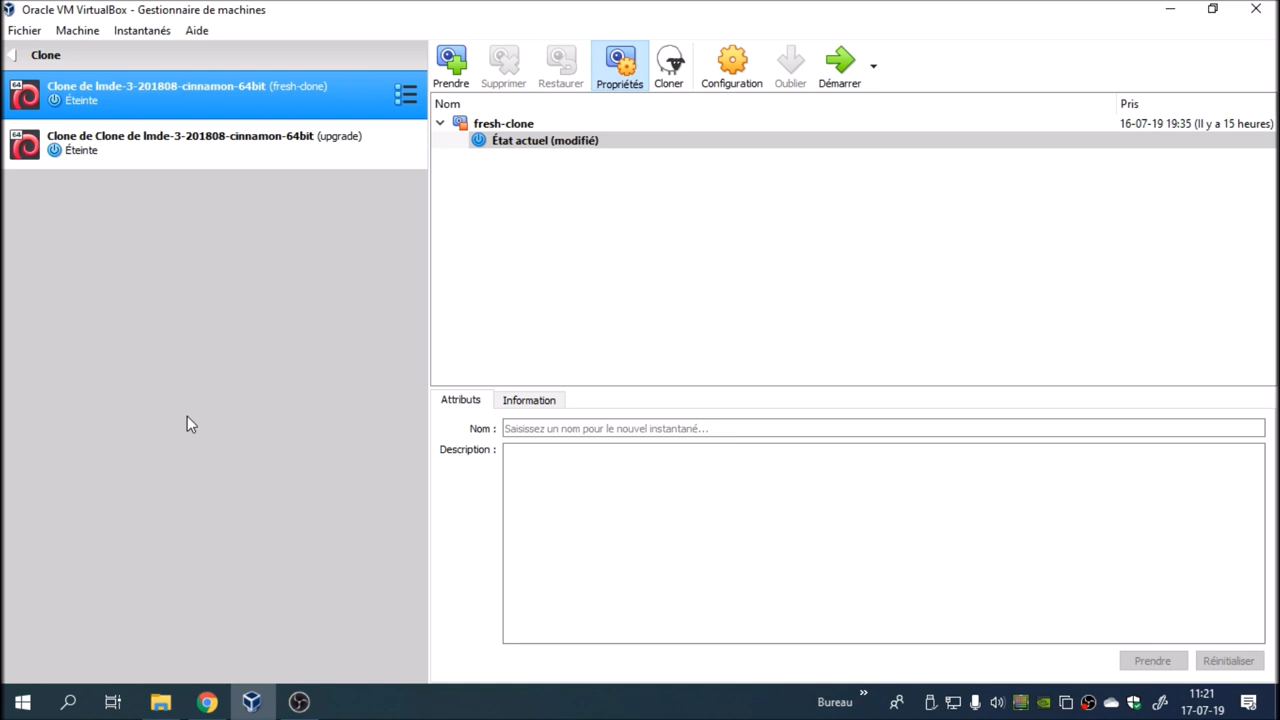 Oracle VM VirtualBox - Gestionnaire de machines
Fichier Machine Instantanés Aide
Clone
64
Clone de lmde-3-201808-cinnamon-64bit (fresh-clone)
Éteinte
64
Clone de Clone de lmde-3-201808-cinnamon-64bit (upgrade)
Éteinte
Prendre Supprimer Restaurer Propriétés Cloner Configuration Oublier Démarrer
Nom Pris
fresh-clone 16-07-19 19:35 (Il y a 15 heures)
État actuel (modifié)
Attributs Information
Nom : Saisissez un nom pour le nouvel instantané...
Description :
Prendre Réinitialiser
Bureau » 11:21
17-07-19